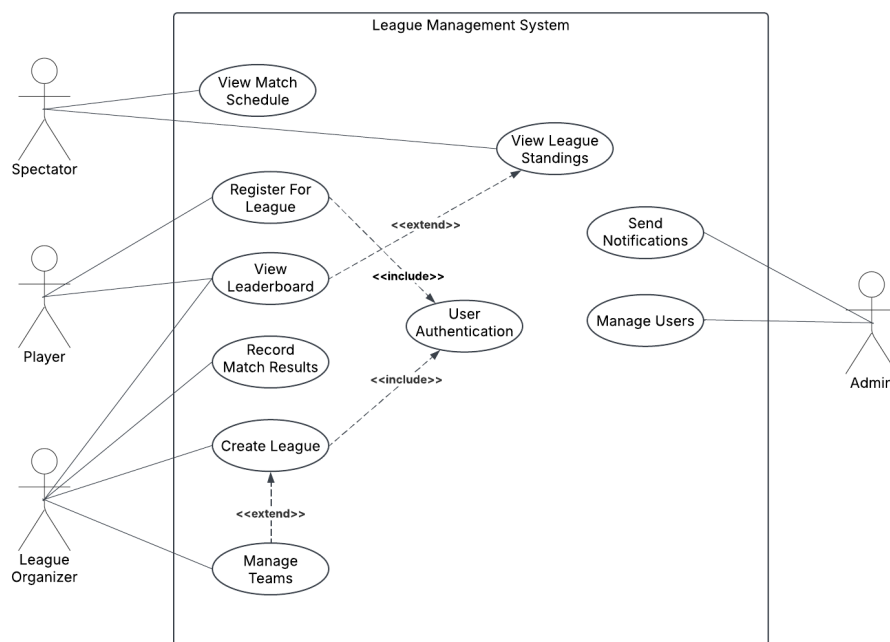 League Management System
View Match
Schedule
Spectator
View League
Standings
Register For
League
<<extend>>
Send
Notifications
View
Leaderboard
<<include>>
User
Authentication
Manage Users
Player
Record
Match Results
<<include>>
Admin
Create League
<<extend>>
League
Organizer
Manage
Teams